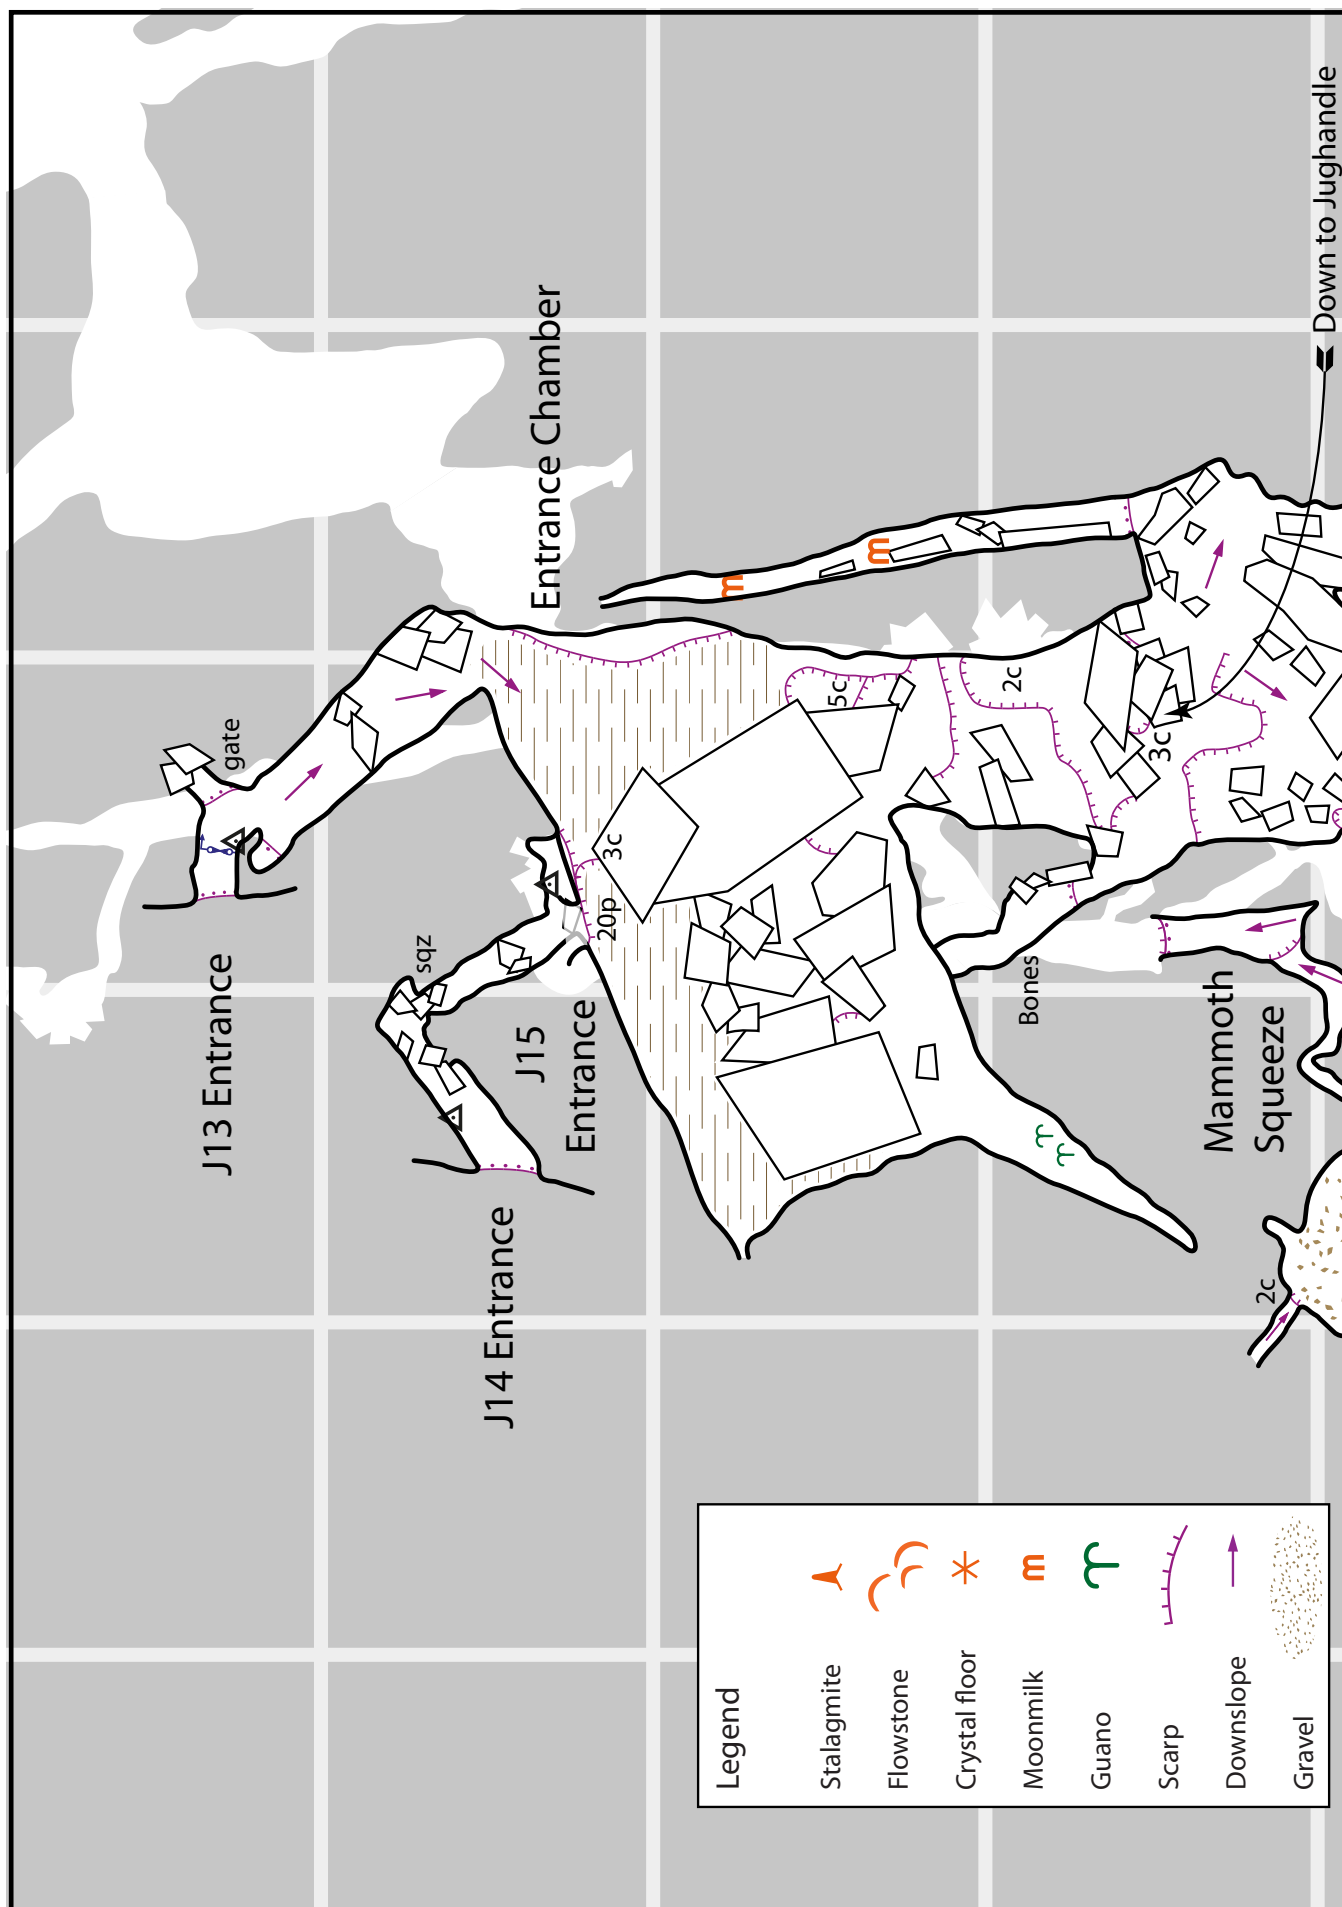 J13 Entrance
gate
J14 Entrance
sqz
J15
Entrance
Entrance Chamber
20p
3c
m
m
5c
2c
Bones
3c
Mammoth
Squeeze
2c
Down to Jughandle
Legend
Stalagmite
Flowstone
Crystal floor
Moonmilk
m
Guano
Scarp
Downslope
Gravel